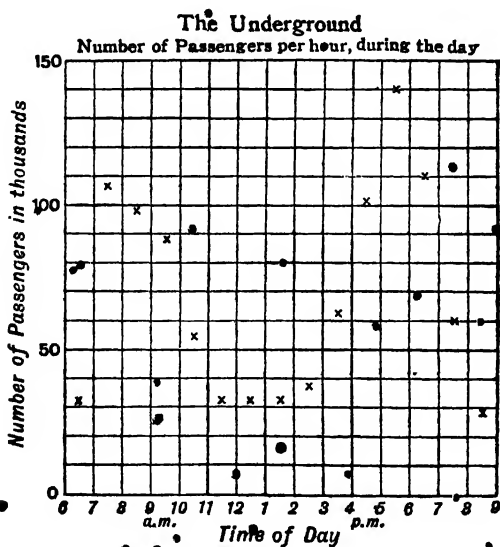 The Underground
Number of Passengers per hour, during the day
150
100
50
0
Number of Passengers in thousands
6 7 8 9 10 11 12 1 2 3 4 5 6 7 8 9
a.m. p.m.
Time of Day